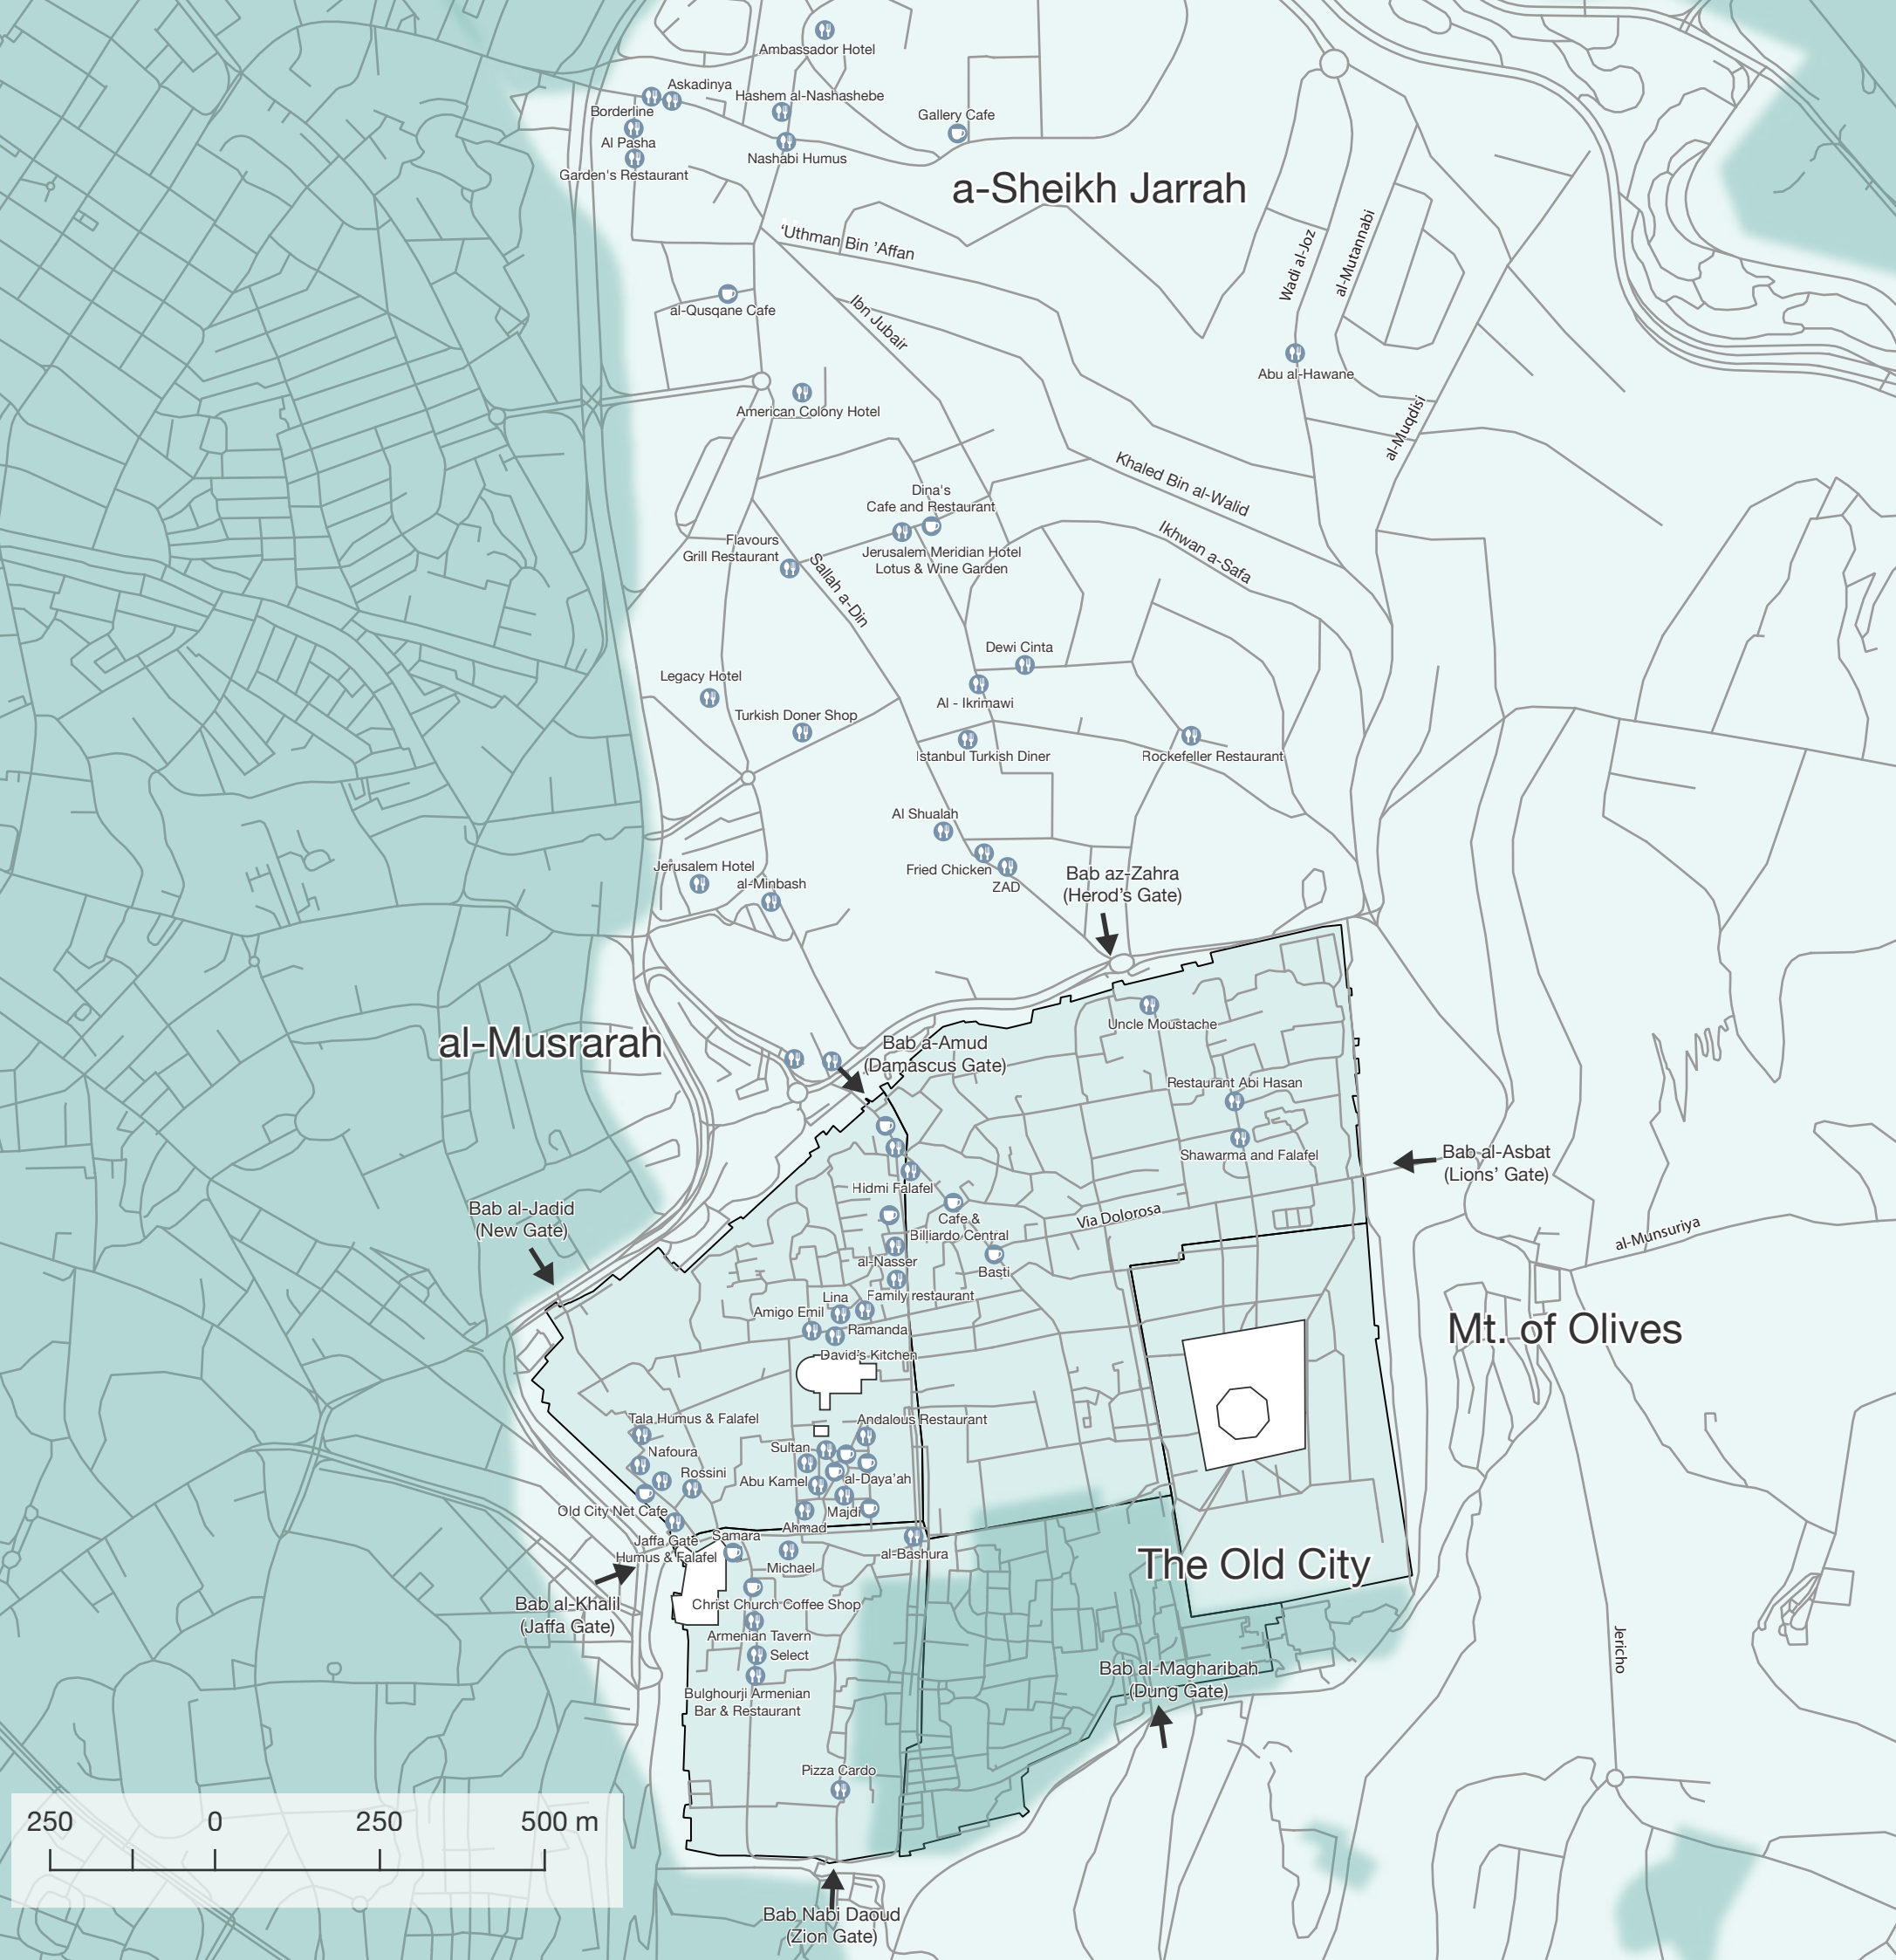 Ambassador Hotel
Askadinya
Hashem al-Nashashebe
Borderline
Gallery Cafe
Al Pasha
Nashabi Humus
Garden's Restaurant
a-Sheikh Jarrah
'Uthman Bin 'Affan
Wadi al-Joz
al-Mutannabi
al-Qusqane Cafe
Ibn Jubair
Abu al-Hawane
American Colony Hotel
al-Muqdisi
Khaled Bin al-Walid
Dina's
Cafe and Restaurant
Ikhwan a-Safa
Flavours
Grill Restaurant
Jerusalem Meridian Hotel
Lotus & Wine Garden
Sallah a-Din
Dewi Cinta
Legacy Hotel
Al - Ikrimawi
Turkish Doner Shop
Istanbul Turkish Diner
Rockefeller Restaurant
Al Shualah
Jerusalem Hotel
Fried Chicken
al-Minbash
ZAD
Bab az-Zahra
(Herod's Gate)
Uncle Moustache
al-Musrarah
Bab a-Amud
(Damascus Gate)
Restaurant Abi Hasan
Shawarma and Falafel
Bab al-Asbat
(Lions' Gate)
Hidmi Falafel
Bab al-Jadid
(New Gate)
Cafe &
Billiardo Central
Via Dolorosa
al-Munsuriya
al-Nasser
Basti
Family restaurant
Lina
Amigo Emil
Ramanda
David's Kitchen
Mt. of Olives
Tala Humus & Falafel
Andalous Restaurant
Nafoura
Sultan
Rossini
Abu Kamel
al-Daya'ah
Old City Net Cafe
Majdi
Ahmad
Jaffa Gate
Humus & Falafel
Samara
al-Bashura
Michael
The Old City
Bab al-Khalil
(Jaffa Gate)
Christ Church Coffee Shop
Armenian Tavern
Select
Jericho
Bab al-Magharibah
(Dung Gate)
Bulghourji Armenian
Bar & Restaurant
Pizza Cardo
250 0 250 500 m
Bab Nabi Daoud
(Zion Gate)